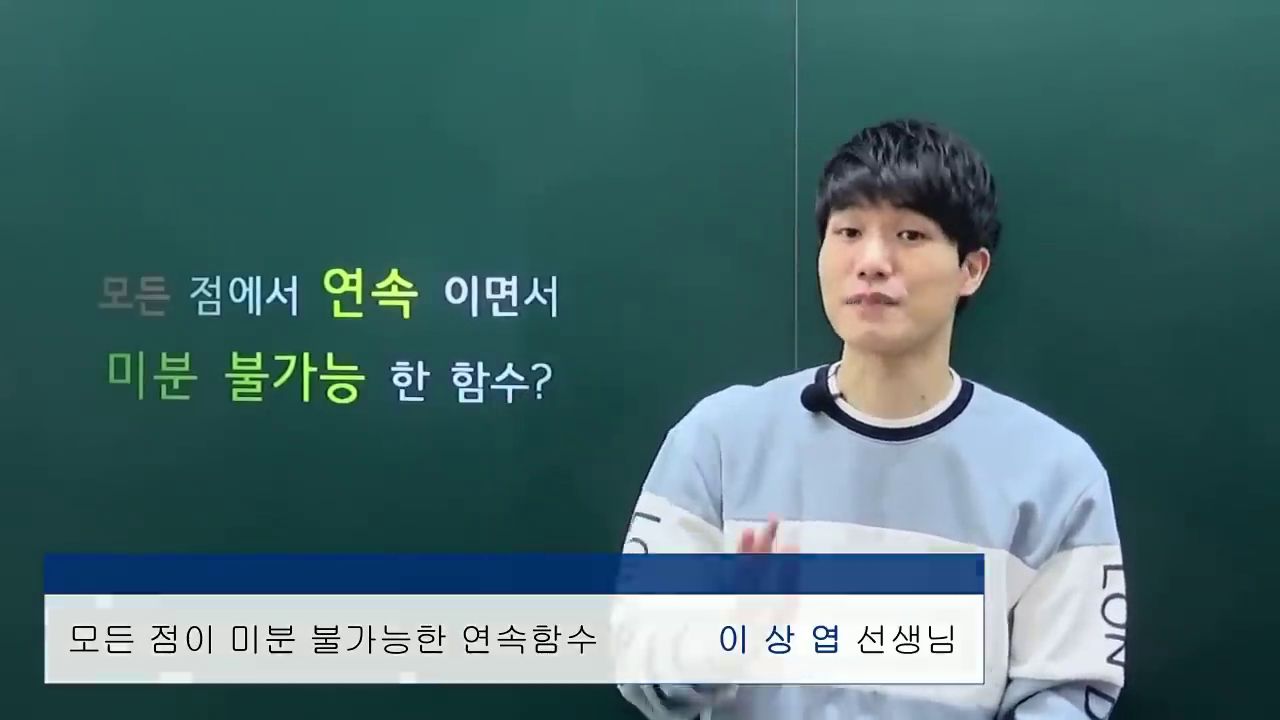 모든 점에서 연속 이면서
미분 불가능 한 함수?
모든 점이 미분 불가능한 연속함수
이 상 엽 선생님
LO
LOND